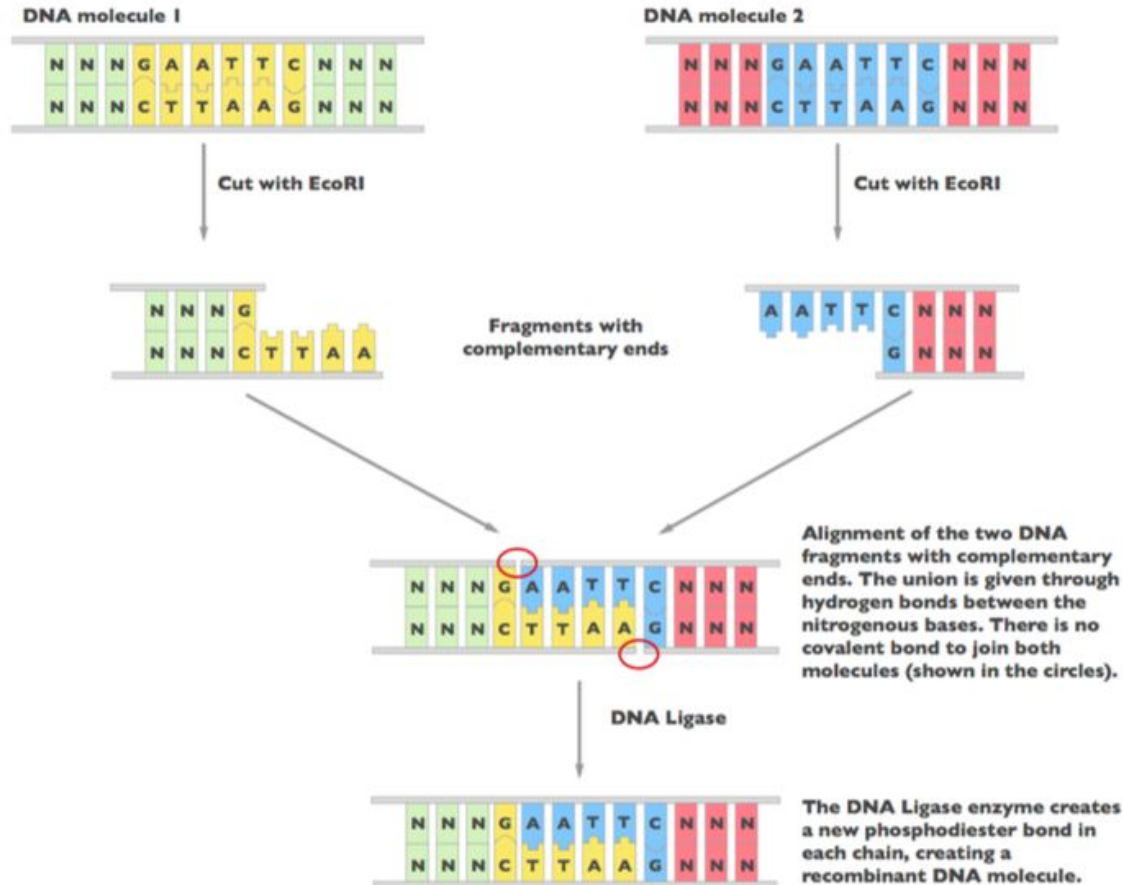 DNA molecule 1
DNA molecule 2
N N N G A A T T C N N N
N N N C T T A A G N N N
N N N G A A T T C N N N
N N N C T T A A G N N N
Cut with EcoRI
Cut with EcoRI
N N N G
N N N C T T A A
Fragments with
complementary ends
A A T T C N N N
G N N N
N N N G A A T T C N N N
N N N C T T A A G N N N
Alignment of the two DNA
fragments with complementary
ends. The union is given through
hydrogen bonds between the
nitrogenous bases. There is no
covalent bond to join both
molecules (shown in the circles).
DNA Ligase
N N N G A A T T C N N N
N N N C T T A A G N N N
The DNA Ligase enzyme creates
a new phosphodiester bond in
each chain, creating a
recombinant DNA molecule.